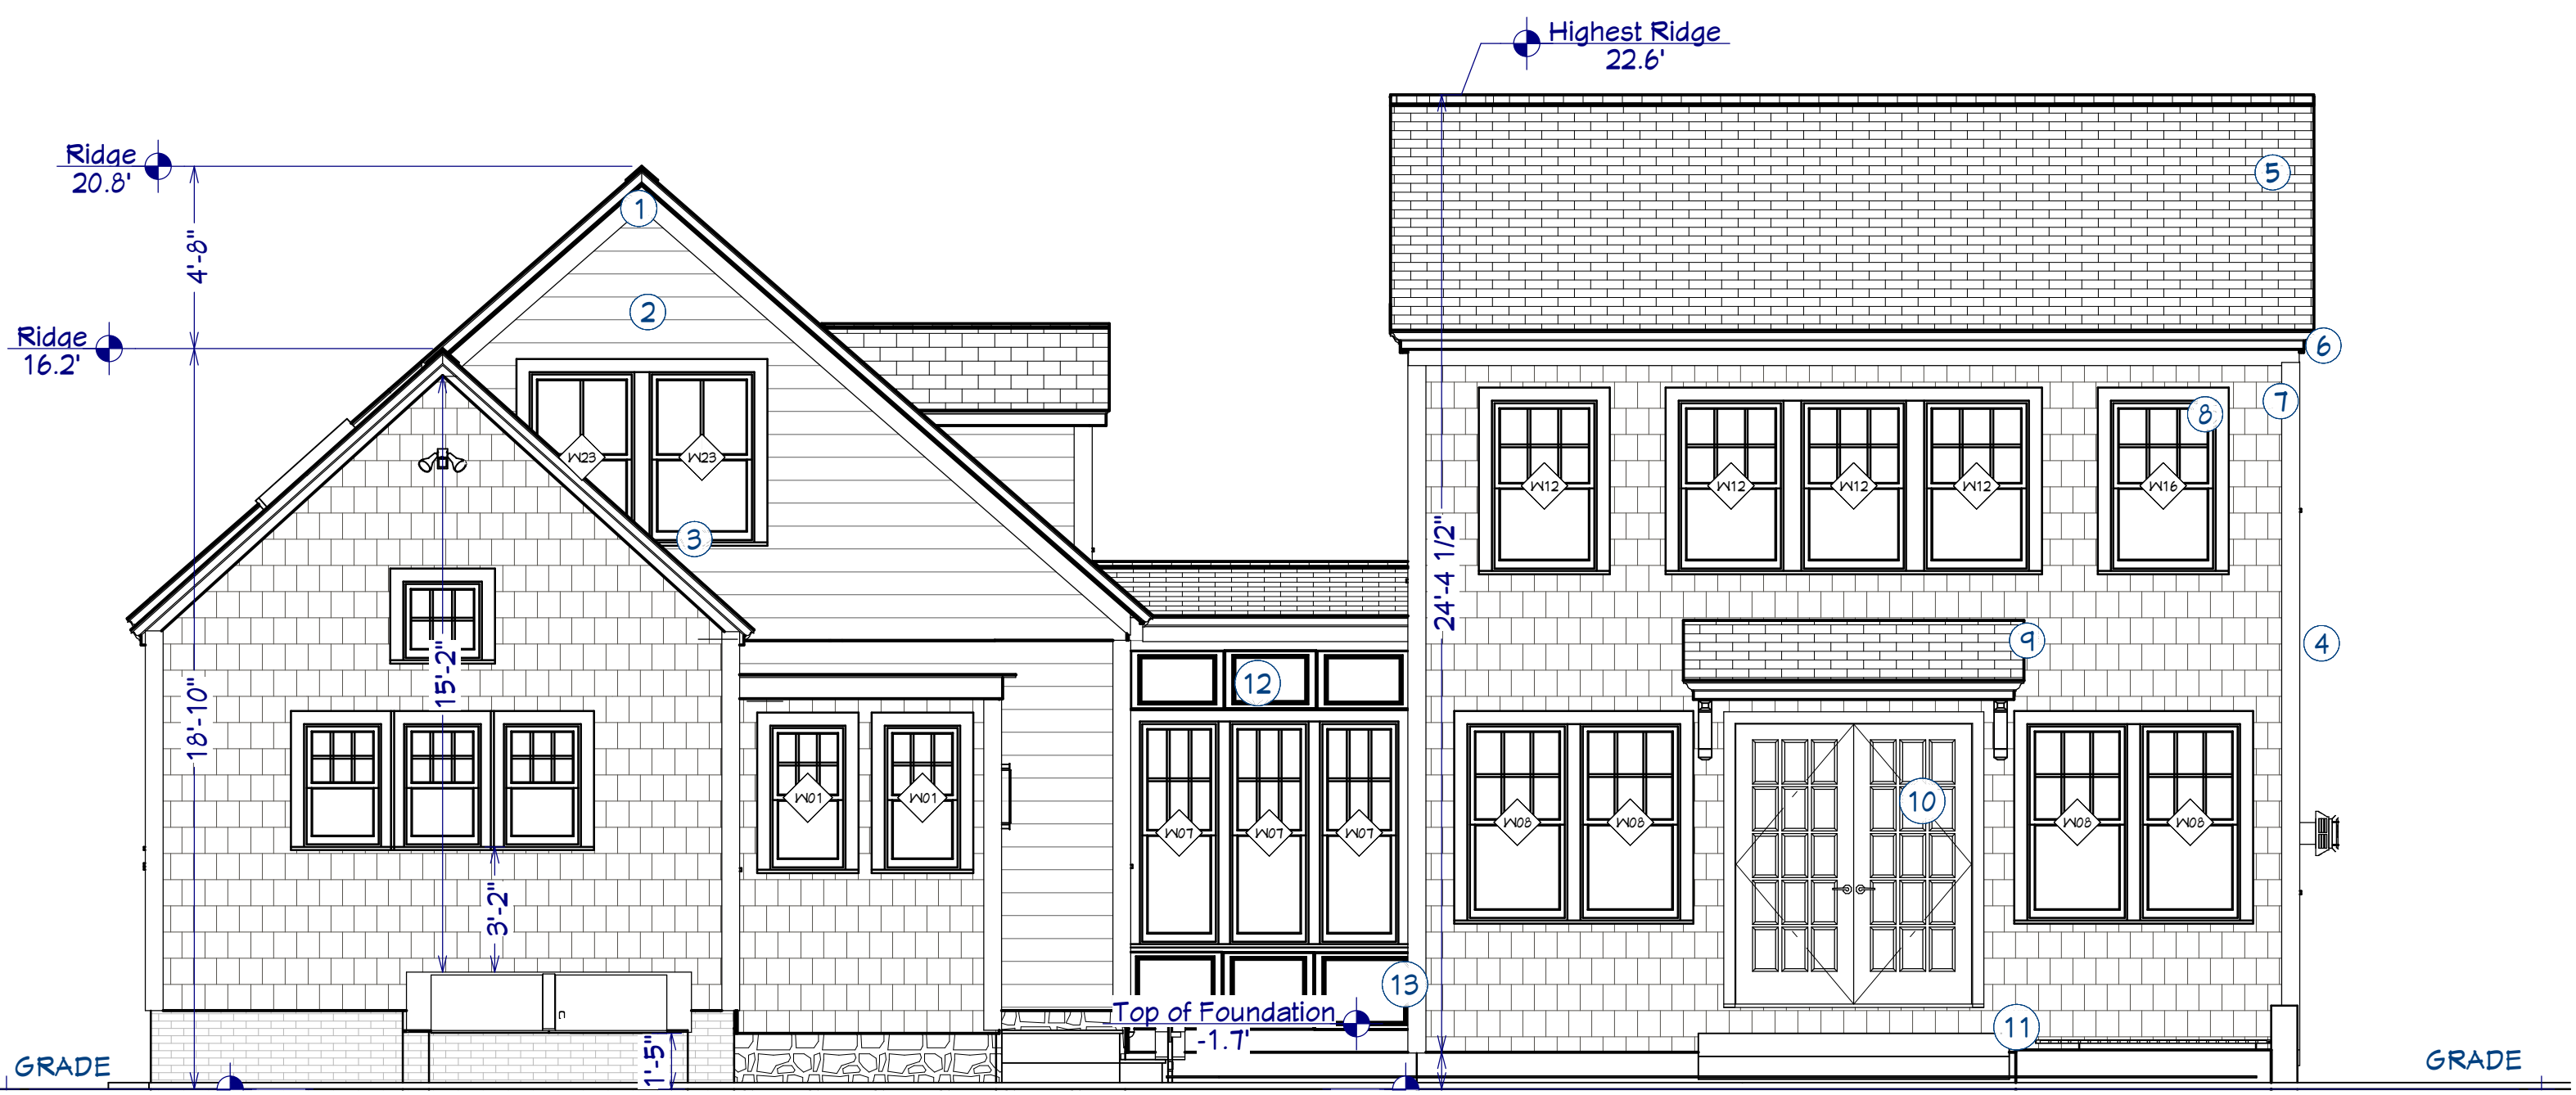 Highest Ridge
22.6'
Ridge
20.8'
4'-8"
Ridge
16.2'
1
2
3
4
5
6
7
8
9
10
11
12
13
W23
W23
W12
W12
W12
W12
W16
24'-4 1/2"
15'-2"
18'-10"
W01
W01
W07
W07
W07
W08
W08
W08
W08
3'-2"
Top of Foundation
-1.7'
1'-5"
GRADE
GRADE